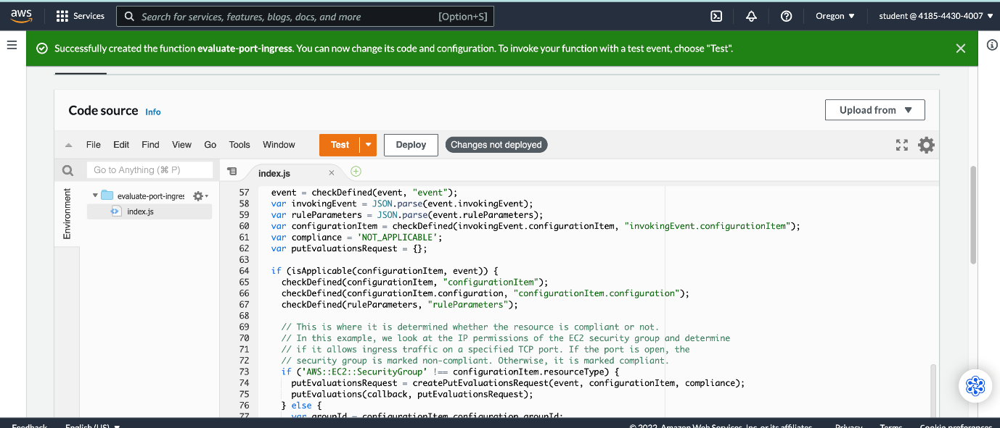 aws Services Search for services, features, blogs, docs, and more [Option+S] Oregon ▼ student @ 4185-4430-4007 ▼
Successfully created the function evaluate-port-ingress. You can now change its code and configuration. To invoke your function with a test event, choose "Test".
Code source Info Upload from ▼
File Edit Find View Go Tools Window Test Deploy Changes not deployed
Go to Anything (⌘ P) index.js
Environment
evaluate-port-ingres
index.js
57 event = checkDefined(event, "event");
58 var invokingEvent = JSON.parse(event.invokingEvent);
59 var ruleParameters = JSON.parse(event.ruleParameters);
60 var configurationItem = checkDefined(invokingEvent.configurationItem, "invokingEvent.configurationItem");
61 var compliance = 'NOT_APPLICABLE';
62 var putEvaluationsRequest = {};
63
64 if (isApplicable(configurationItem, event)) {
65 checkDefined(configurationItem, "configurationItem");
66 checkDefined(configurationItem.configuration, "configurationItem.configuration");
67 checkDefined(ruleParameters, "ruleParameters");
68
69 // This is where it is determined whether the resource is compliant or not.
70 // In this example, we look at the IP permissions of the EC2 security group and determine
71 // if it allows ingress traffic on a specified TCP port. If the port is open, the
72 // security group is marked non-compliant. Otherwise, it is marked compliant.
73 if ('AWS::EC2::SecurityGroup' !== configurationItem.resourceType) {
74 putEvaluationsRequest = createPutEvaluationsRequest(event, configurationItem, compliance);
75 putEvaluations(callback, putEvaluationsRequest);
76 } else {
77 var groupId = configurationItem.configuration.groupId;
Feedback English (US) ▼ © 2022, Amazon Web Services, Inc. or its affiliates. Privacy Terms Cookie preferences